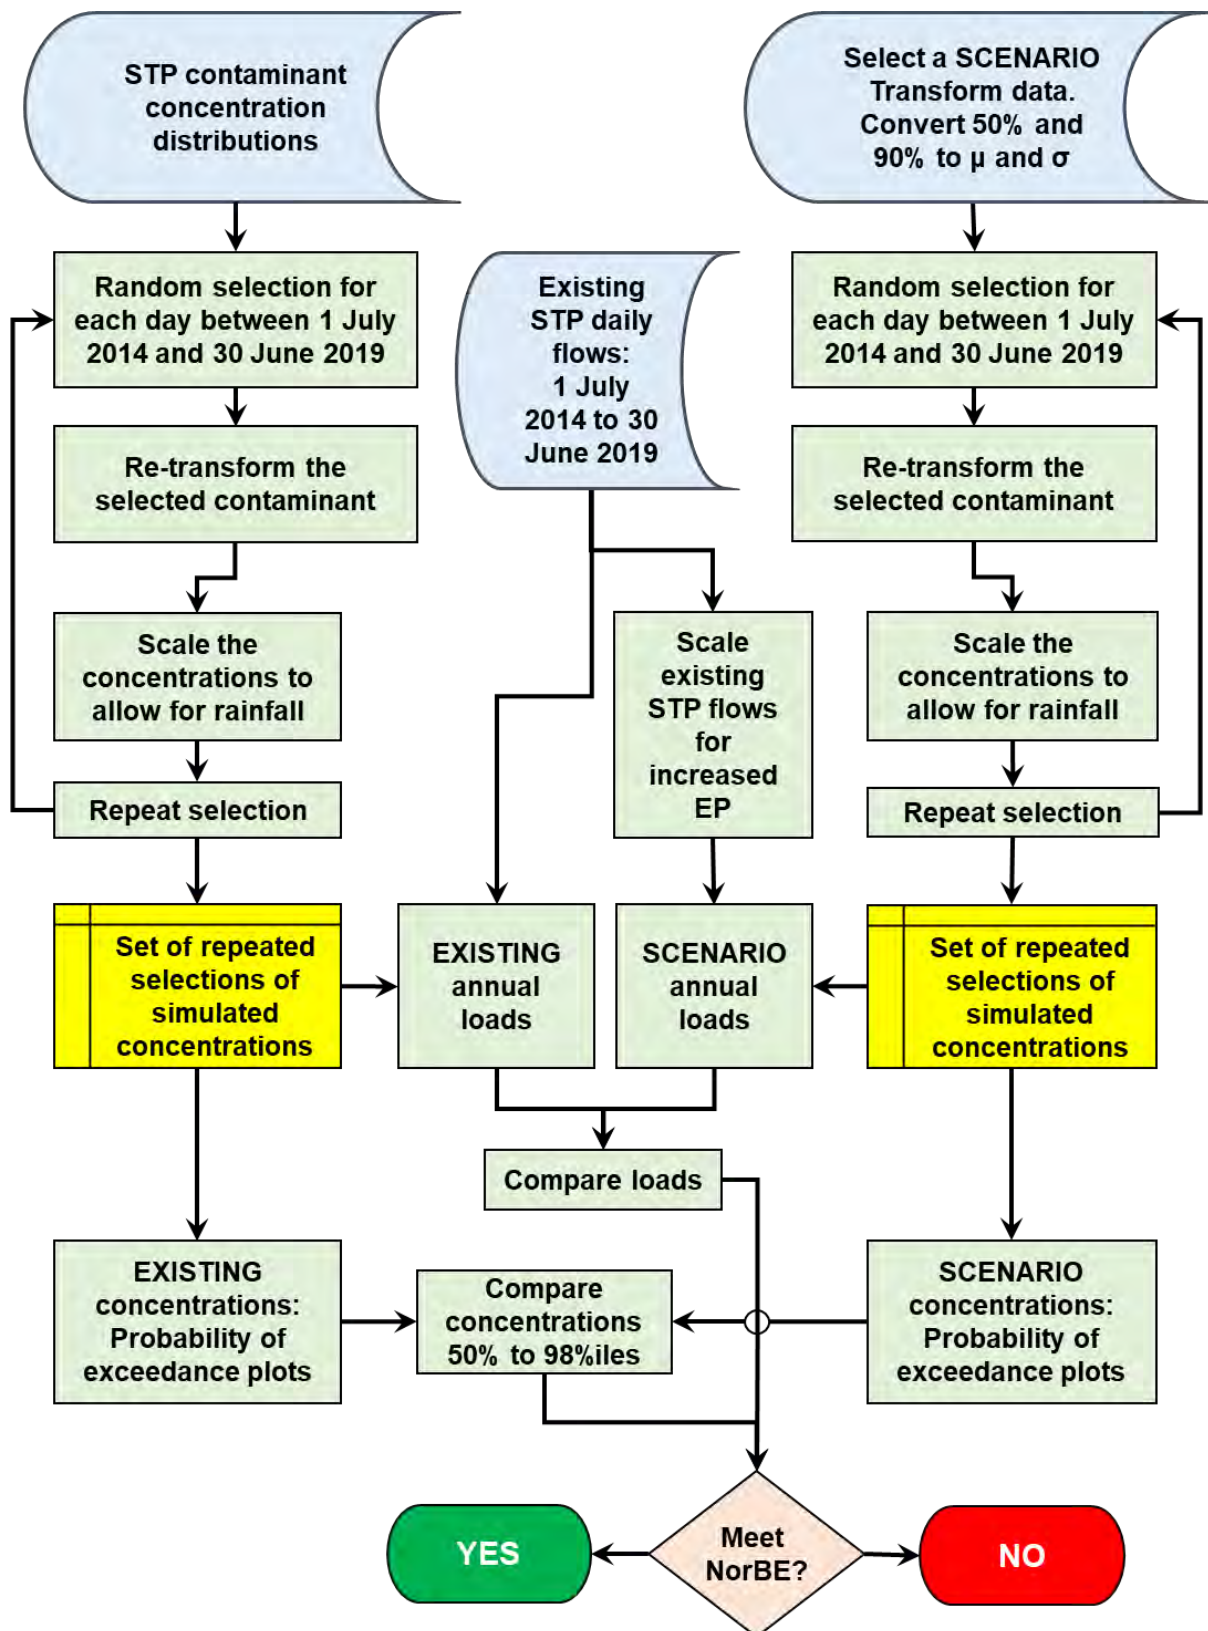 STP contaminant
concentration
distributions
Select a SCENARIO
Transform data.
Convert 50% and
90% to μ and σ
Random selection for
each day between 1 July
2014 and 30 June 2019
Existing
STP daily
flows:
1 July
2014 to 30
June 2019
Random selection for
each day between 1 July
2014 and 30 June 2019
Re-transform the
selected contaminant
Re-transform the
selected contaminant
Scale the
concentrations to
allow for rainfall
Scale
existing
STP flows
for
increased
EP
Scale the
concentrations to
allow for rainfall
Repeat selection
Repeat selection
Set of repeated
selections of
simulated
concentrations
EXISTING
annual
loads
SCENARIO
annual
loads
Set of repeated
selections of
simulated
concentrations
Compare loads
EXISTING
concentrations:
Probability of
exceedance plots
Compare
concentrations
50% to 98%iles
SCENARIO
concentrations:
Probability of
exceedance plots
YES
Meet
NorBE?
NO